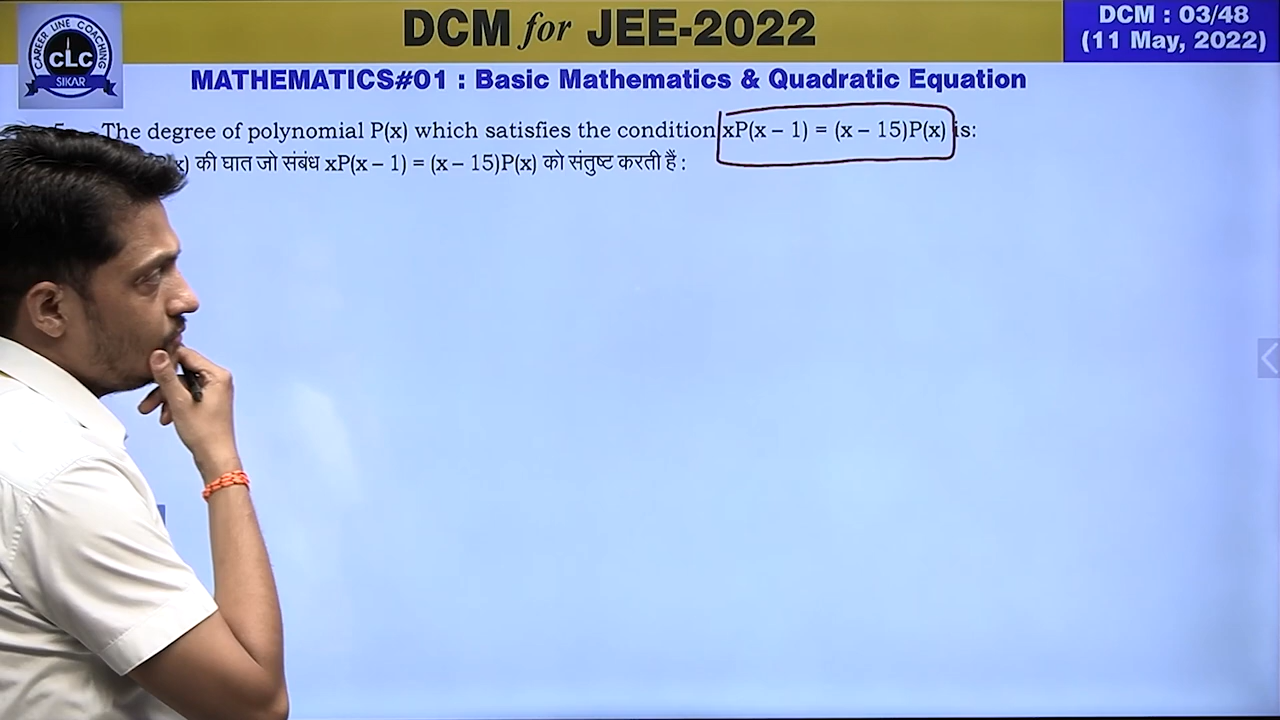 DCM for JEE-2022
DCM : 03/48
(11 May, 2022)
CAREER LINE COACHING
CLC
SIKAR
MATHEMATICS#01 : Basic Mathematics & Quadratic Equation
The degree of polynomial P(x) which satisfies the condition xP(x – 1) = (x – 15)P(x) is:
की घात जो संबंध xP(x – 1) = (x – 15)P(x) को संतुष्ट करती हैं :